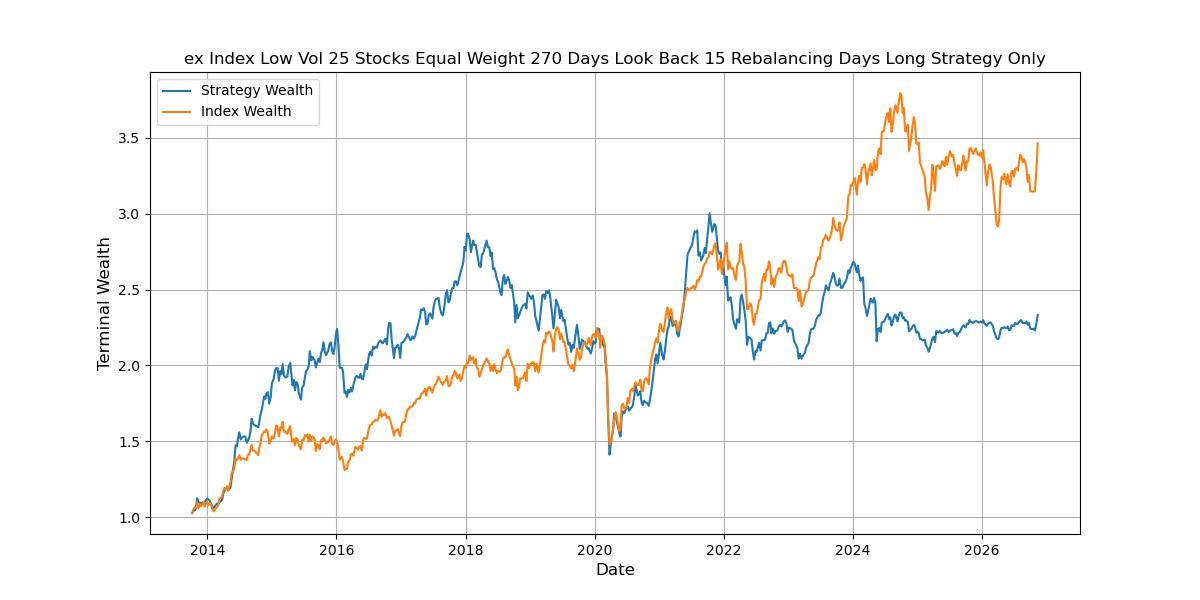 ex Index Low Vol 25 Stocks Equal Weight 270 Days Look Back 15 Rebalancing Days Long Strategy Only
Strategy Wealth
Index Wealth
Terminal Wealth
3.5
3.0
2.5
2.0
1.5
1.0
2014 2016 2018 2020 2022 2024 2026
Date